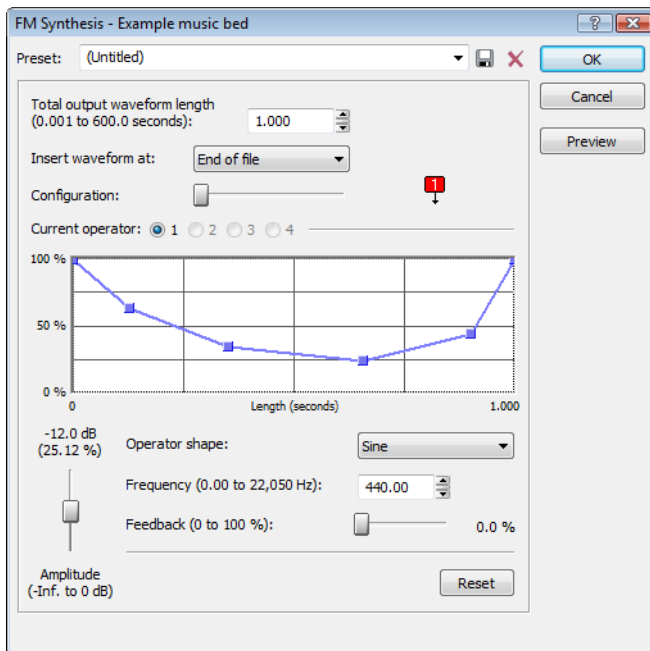 FM Synthesis - Example music bed
Preset: (Untitled)
OK
Cancel
Preview
Total output waveform length
(0.001 to 600.0 seconds): 1.000
Insert waveform at: End of file
Configuration:
1
Current operator: 1 2 3 4
100 %
50 %
0 %
0 Length (seconds) 1.000
-12.0 dB
(25.12 %)
Operator shape: Sine
Frequency (0.00 to 22,050 Hz): 440.00
Feedback (0 to 100 %): 0.0 %
Amplitude
(-Inf. to 0 dB)
Reset